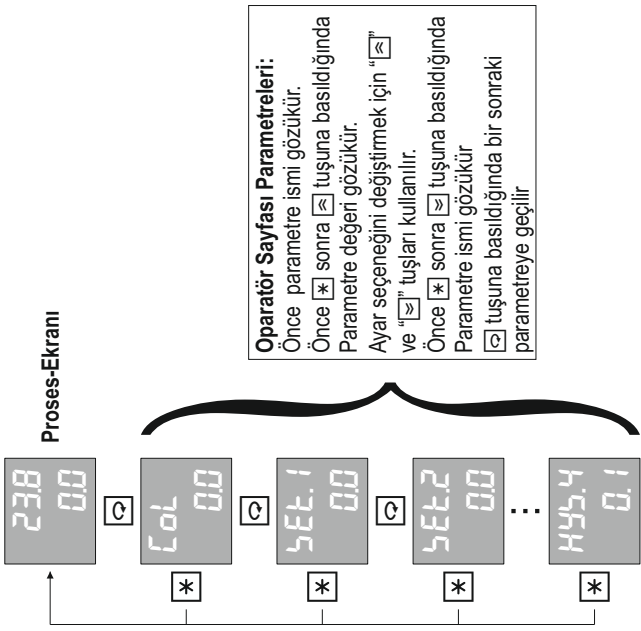 Proses-Ekranı
23.8
0.0
CoL
0.0
SEt.1
0.0
SEt.2
0.0
...
HYS.4
0.1
Oparatör Sayfası Parametreleri:
Önce parametre ismi gözükür.
Önce [*] sonra [︽] tuşuna basıldığında
Parametre değeri gözükür.
Ayar seçeneğini değiştirmek için “[︽]”
ve “[︾]” tuşları kullanılır.
Önce [*] sonra [︾] tuşuna basıldığında
Parametre ismi gözükür
[↻] tuşuna basıldığında bir sonraki
parametreye geçilir